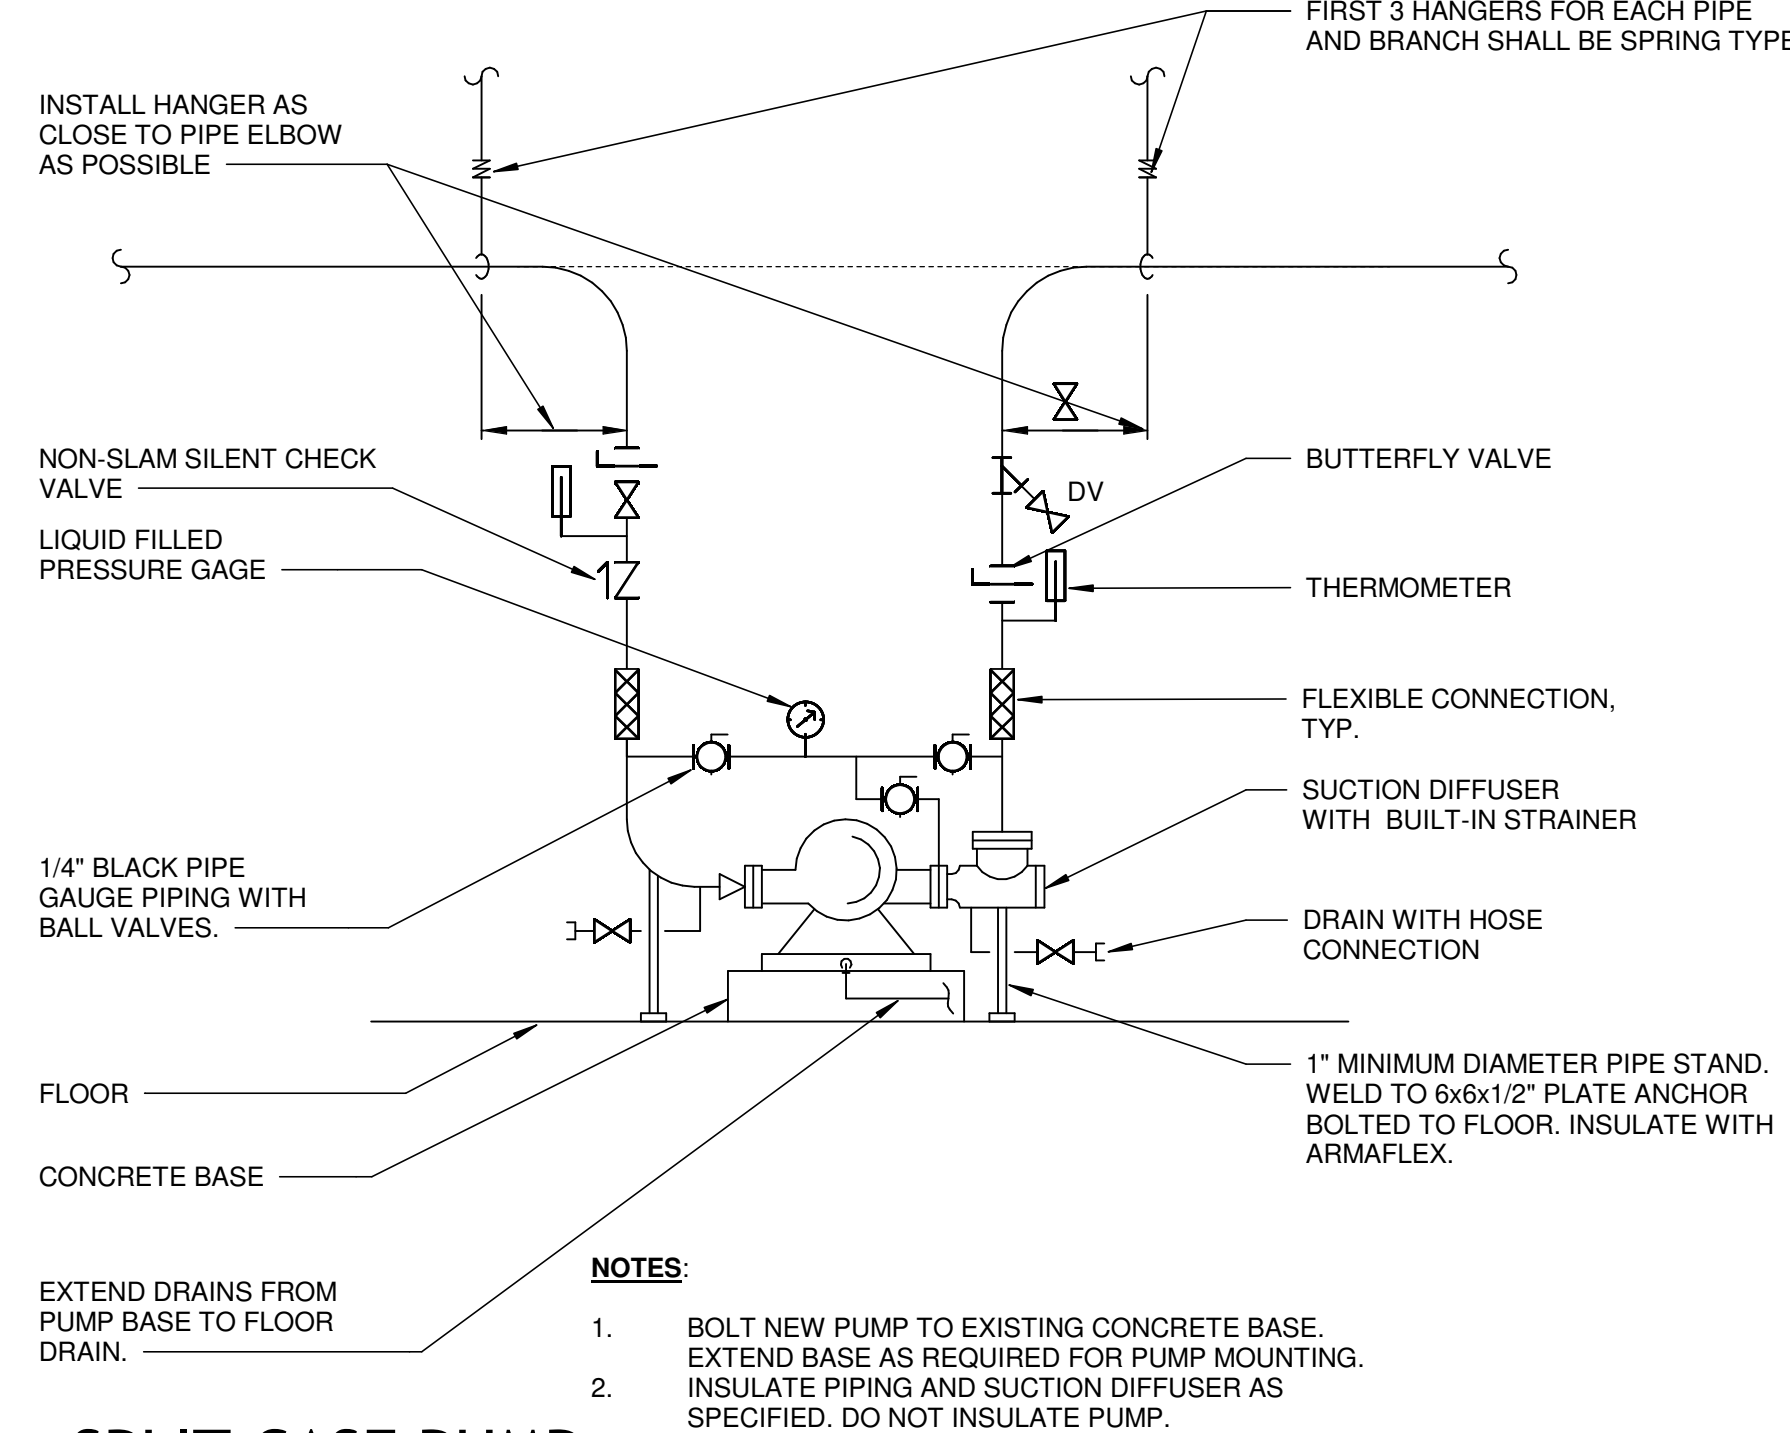 FIRST 3 HANGERS FOR EACH PIPE
AND BRANCH SHALL BE SPRING TYPE
INSTALL HANGER AS
CLOSE TO PIPE ELBOW
AS POSSIBLE
NON-SLAM SILENT CHECK
VALVE
LIQUID FILLED
PRESSURE GAGE
DV
BUTTERFLY VALVE
THERMOMETER
FLEXIBLE CONNECTION,
TYP.
SUCTION DIFFUSER
WITH BUILT-IN STRAINER
1/4" BLACK PIPE
GAUGE PIPING WITH
BALL VALVES.
DRAIN WITH HOSE
CONNECTION
FLOOR
1" MINIMUM DIAMETER PIPE STAND.
WELD TO 6x6x1/2" PLATE ANCHOR
BOLTED TO FLOOR. INSULATE WITH
ARMAFLEX.
CONCRETE BASE
EXTEND DRAINS FROM
PUMP BASE TO FLOOR
DRAIN.
NOTES:
1. BOLT NEW PUMP TO EXISTING CONCRETE BASE.
EXTEND BASE AS REQUIRED FOR PUMP MOUNTING.
2. INSULATE PIPING AND SUCTION DIFFUSER AS
SPECIFIED. DO NOT INSULATE PUMP.
SPLIT CASE PUMP